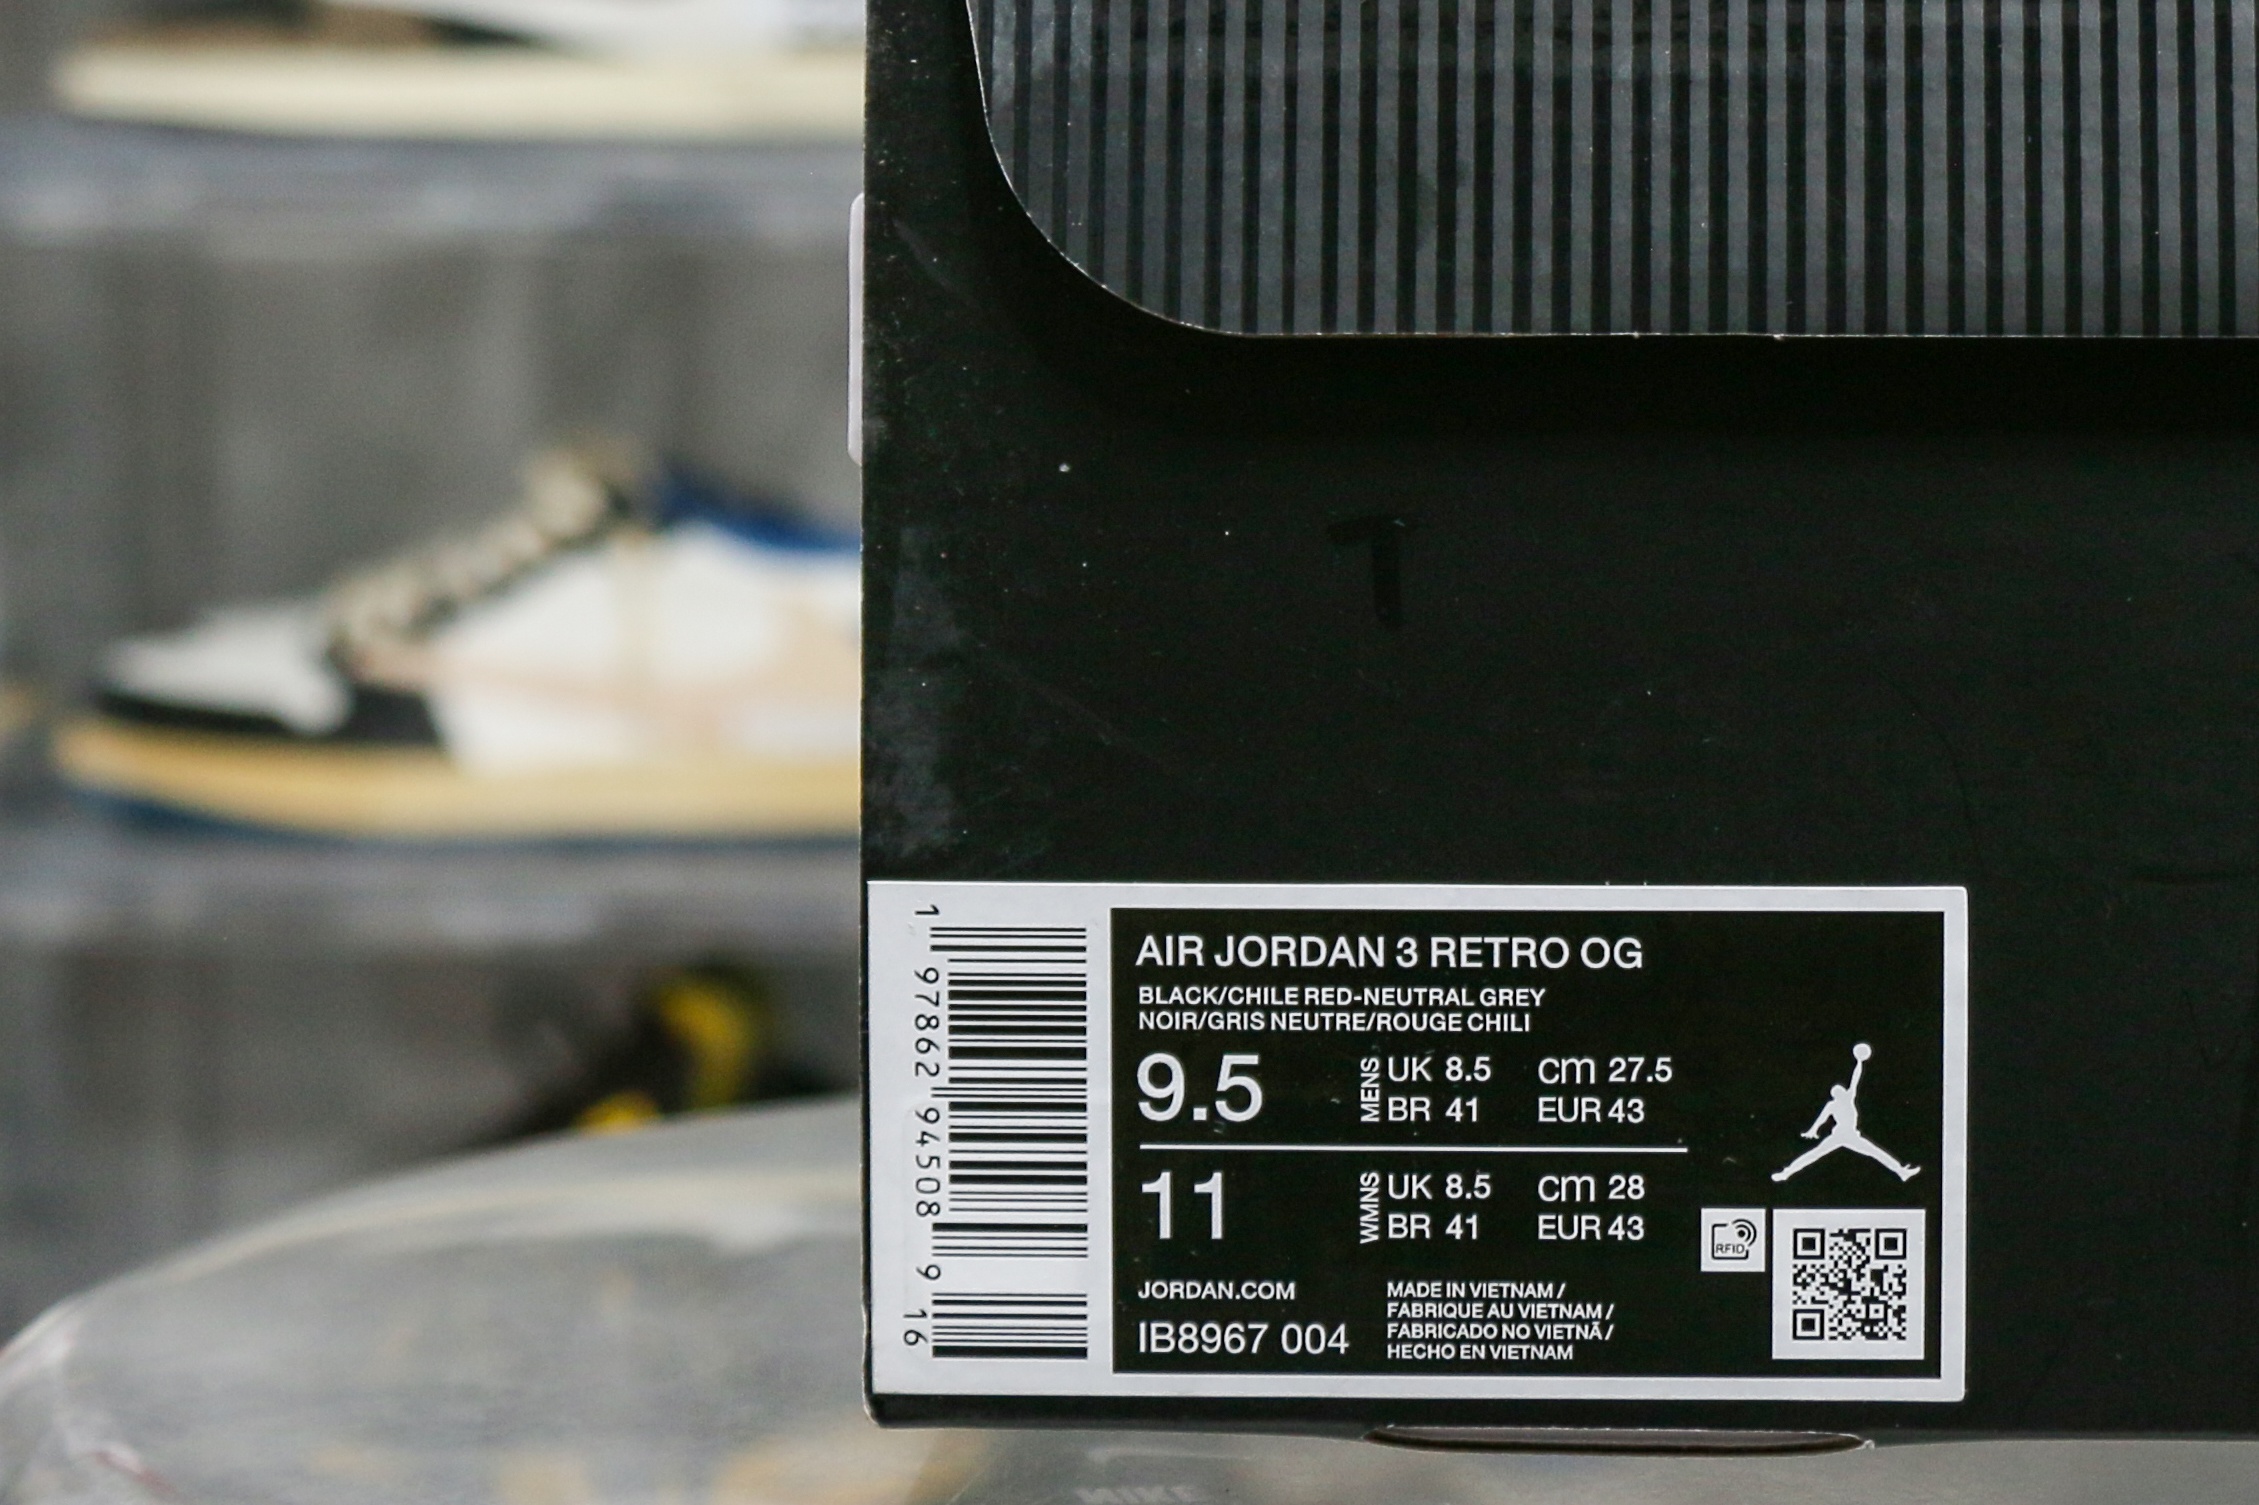 AIR JORDAN 3 RETRO OG
BLACK/CHILE RED-NEUTRAL GREY
NOIR/GRIS NEUTRE/ROUGE CHILI
9.5 MENS UK 8.5 cm 27.5
BR 41 EUR 43
11 WMNS UK 8.5 cm 28
BR 41 EUR 43
RFID
JORDAN.COM
IB8967 004
MADE IN VIETNAM /
FABRIQUE AU VIETNAM /
FABRICADO NO VIETNÃ /
HECHO EN VIETNAM
1 97862 94508 9 16
NIKE